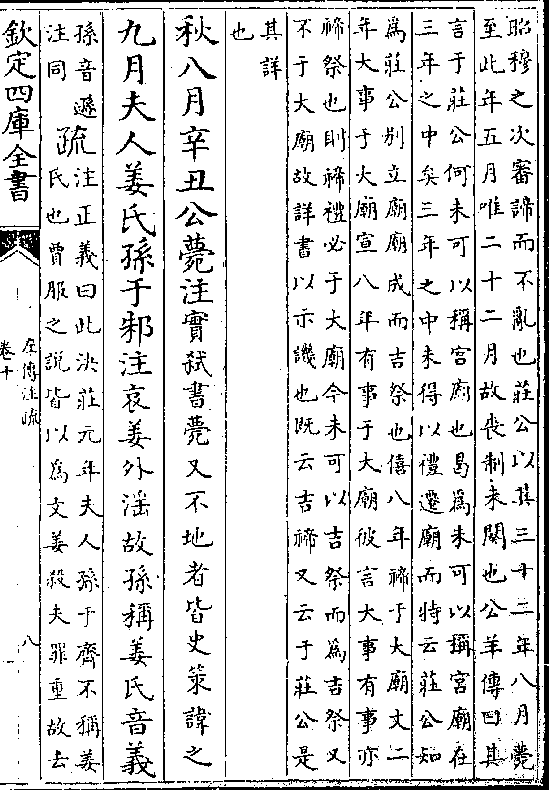 昭穆之次審諦而不亂也莊公以其三十二年八月薨
至此年五月唯二十二月故喪制未闋也公羊傳曰其
言于莊公何未可以稱宮廟也曷為未可以稱宮廟在
三年之中矣三年之中未得以禮遷廟而特云莊公知
為莊公别立廟廟成而吉祭也僖八年禘于大廟文二
年大事于大廟宣八年有事于大廟彼言大事有事亦
禘祭也則禘禮必于大廟今未可以吉祭而為吉祭又
不于大廟故詳書以示譏也既云吉禘又云于莊公是
其詳
也
秋八月辛丑公薨注實弑書薨又不地者皆史策諱之
九月夫人姜氏孫于邾注哀姜外淫故孫稱姜氏音義
孫音遜
注同
疏
注正義曰此決莊元年夫人孫于齊不稱姜
氏也賈服之説皆以為文姜殺夫罪重故去
欽定四庫全書
左傳注疏
卷十
八